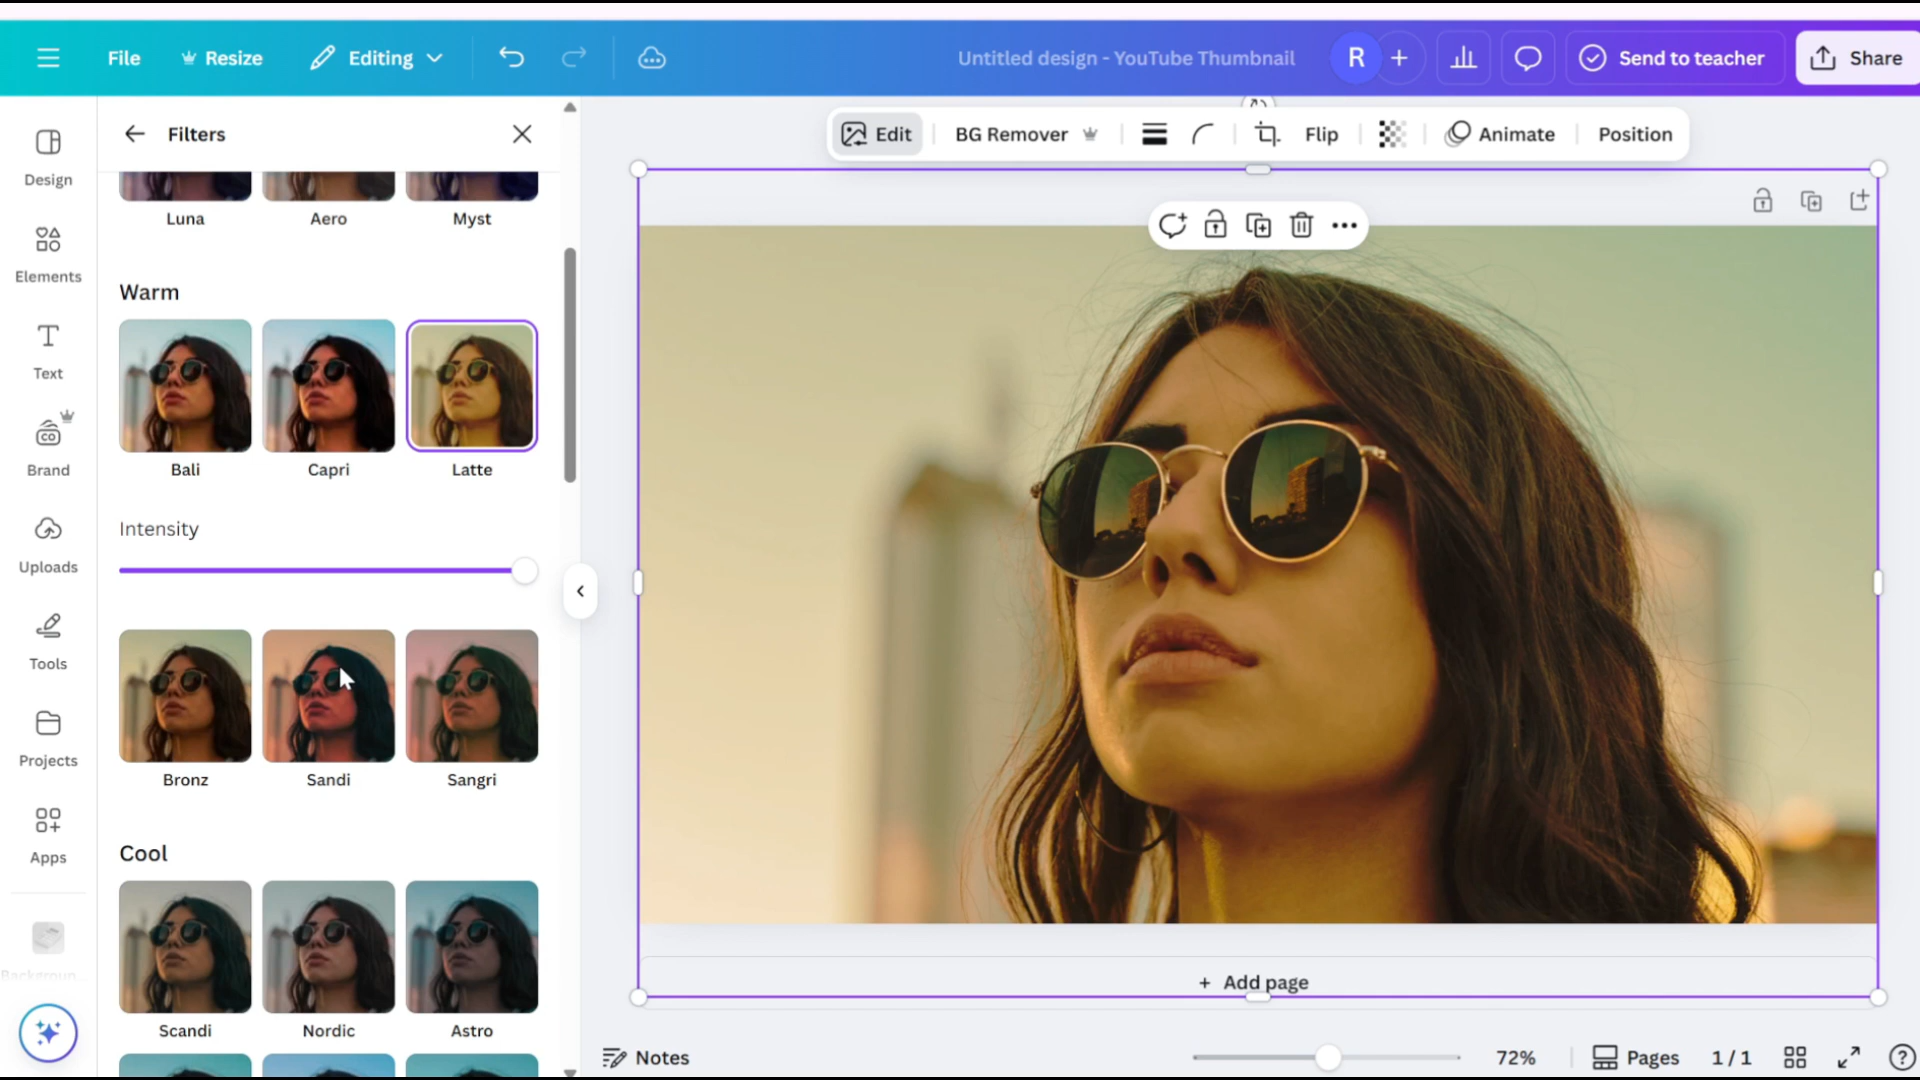 File
Resize
Editing
Untitled design - YouTube Thumbnail
R
Send to teacher
Share
Design
Elements
Text
Brand
Uploads
Tools
Projects
Apps
Backgroun...
Filters
Luna Aero Myst
Warm
Bali Capri Latte
Intensity
Bronz Sandi Sangri
Cool
Scandi Nordic Astro
Edit
BG Remover
Flip
Animate
Position
+ Add page
Notes
72%
Pages
1 / 1